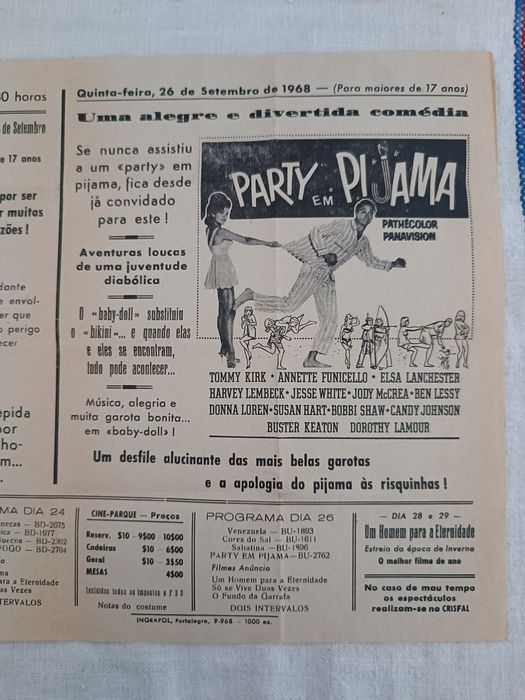 30 horas
de Setembro
e 17 anos
por ser
r muitas
zões !
dante
e envol-
er que
o perigo
ecer
epida
por
ho-
m...
.
Quinta-feira, 26 de Setembro de 1968 — (Para maiores de 17 anos)
Uma alegre e divertida comédia
Se nunca assistiu
a um «party» em
pijama, fica desde
já convidado
para este !
Aventuras loucas
de uma juventude
diabólica
O «baby-doll» substituiu
o «bikini»... e quando elas
e eles se encontram,
tudo pode acontecer...
Música, alegria e
muita garota bonita...
em «baby-doll» !
PARTY EM PIJAMA
PATHÉCOLOR
PANAVISION
TOMMY KIRK · ANNETTE FUNICELLO · ELSA LANCHESTER
HARVEY LEMBECK · JESSE WHITE · JODY McCREA · BEN LESSY
DONNA LOREN · SUSAN HART · BOBBI SHAW · CANDY JOHNSON
BUSTER KEATON DOROTHY LAMOUR
Um desfile alucinante das mais belas garotas
e a apologia do pijama às risquinhas !
MA DIA 24
necas — BD-2675
ica — BD-1977
BD-2302
FOGO — BD-2704
io
ma
ara a Eternidade
s Vezes
TERVALOS
CINE-PARQUE — Preços
Reserv. $10 - 9$00 - 10$00
Cadeiras $10 - 6$00
Geral $10 - 3$50
MESAS 4$00
Incluidos todos os impostos e F S S
Notas do costume
PROGRAMA DIA 26
Venezuela — BU-1893
Cores do Sal — BU-1611
Sabatina — BU-1896
PARTY EM PIJAMA—BU-2762
Filmes Anúncio
Um Homem para a Eternidade
Só se Vive Duas Vezes
O Fundo da Garrafa
DOIS INTERVALOS
— DIA 28 e 29 —
Um Homem para a Eternidade
Estreia da época de Inverno
O melhor filme do ano
No caso de mau tempo
os espectáculos
realizam-se no CRISFAL
INGRAPOL, Portalegre, 9-968 - 1000 ex.